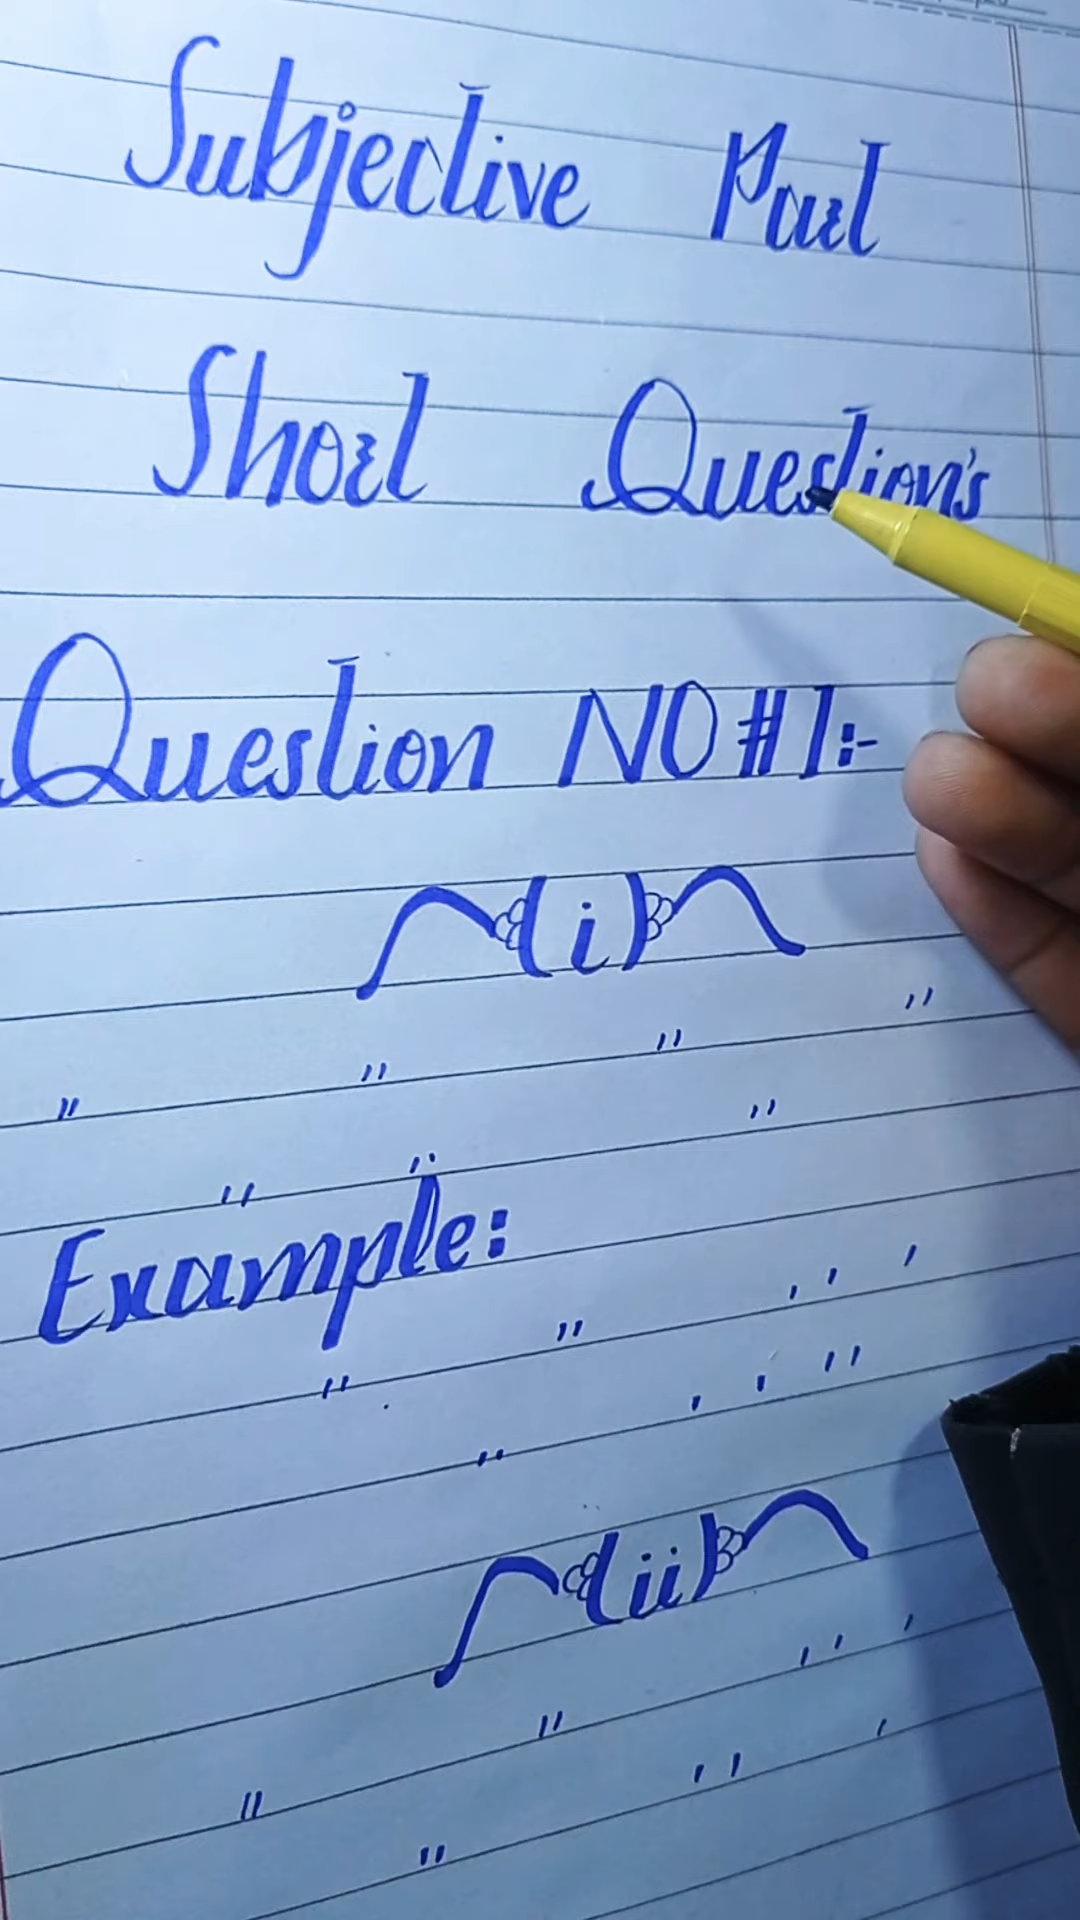 Subjective Part
Short Question's
Question NO # 1:-
(i)
" " " "
" " "
Example:
" " , , ,
" , , "
(ii)
" " , , ,
" , , ,